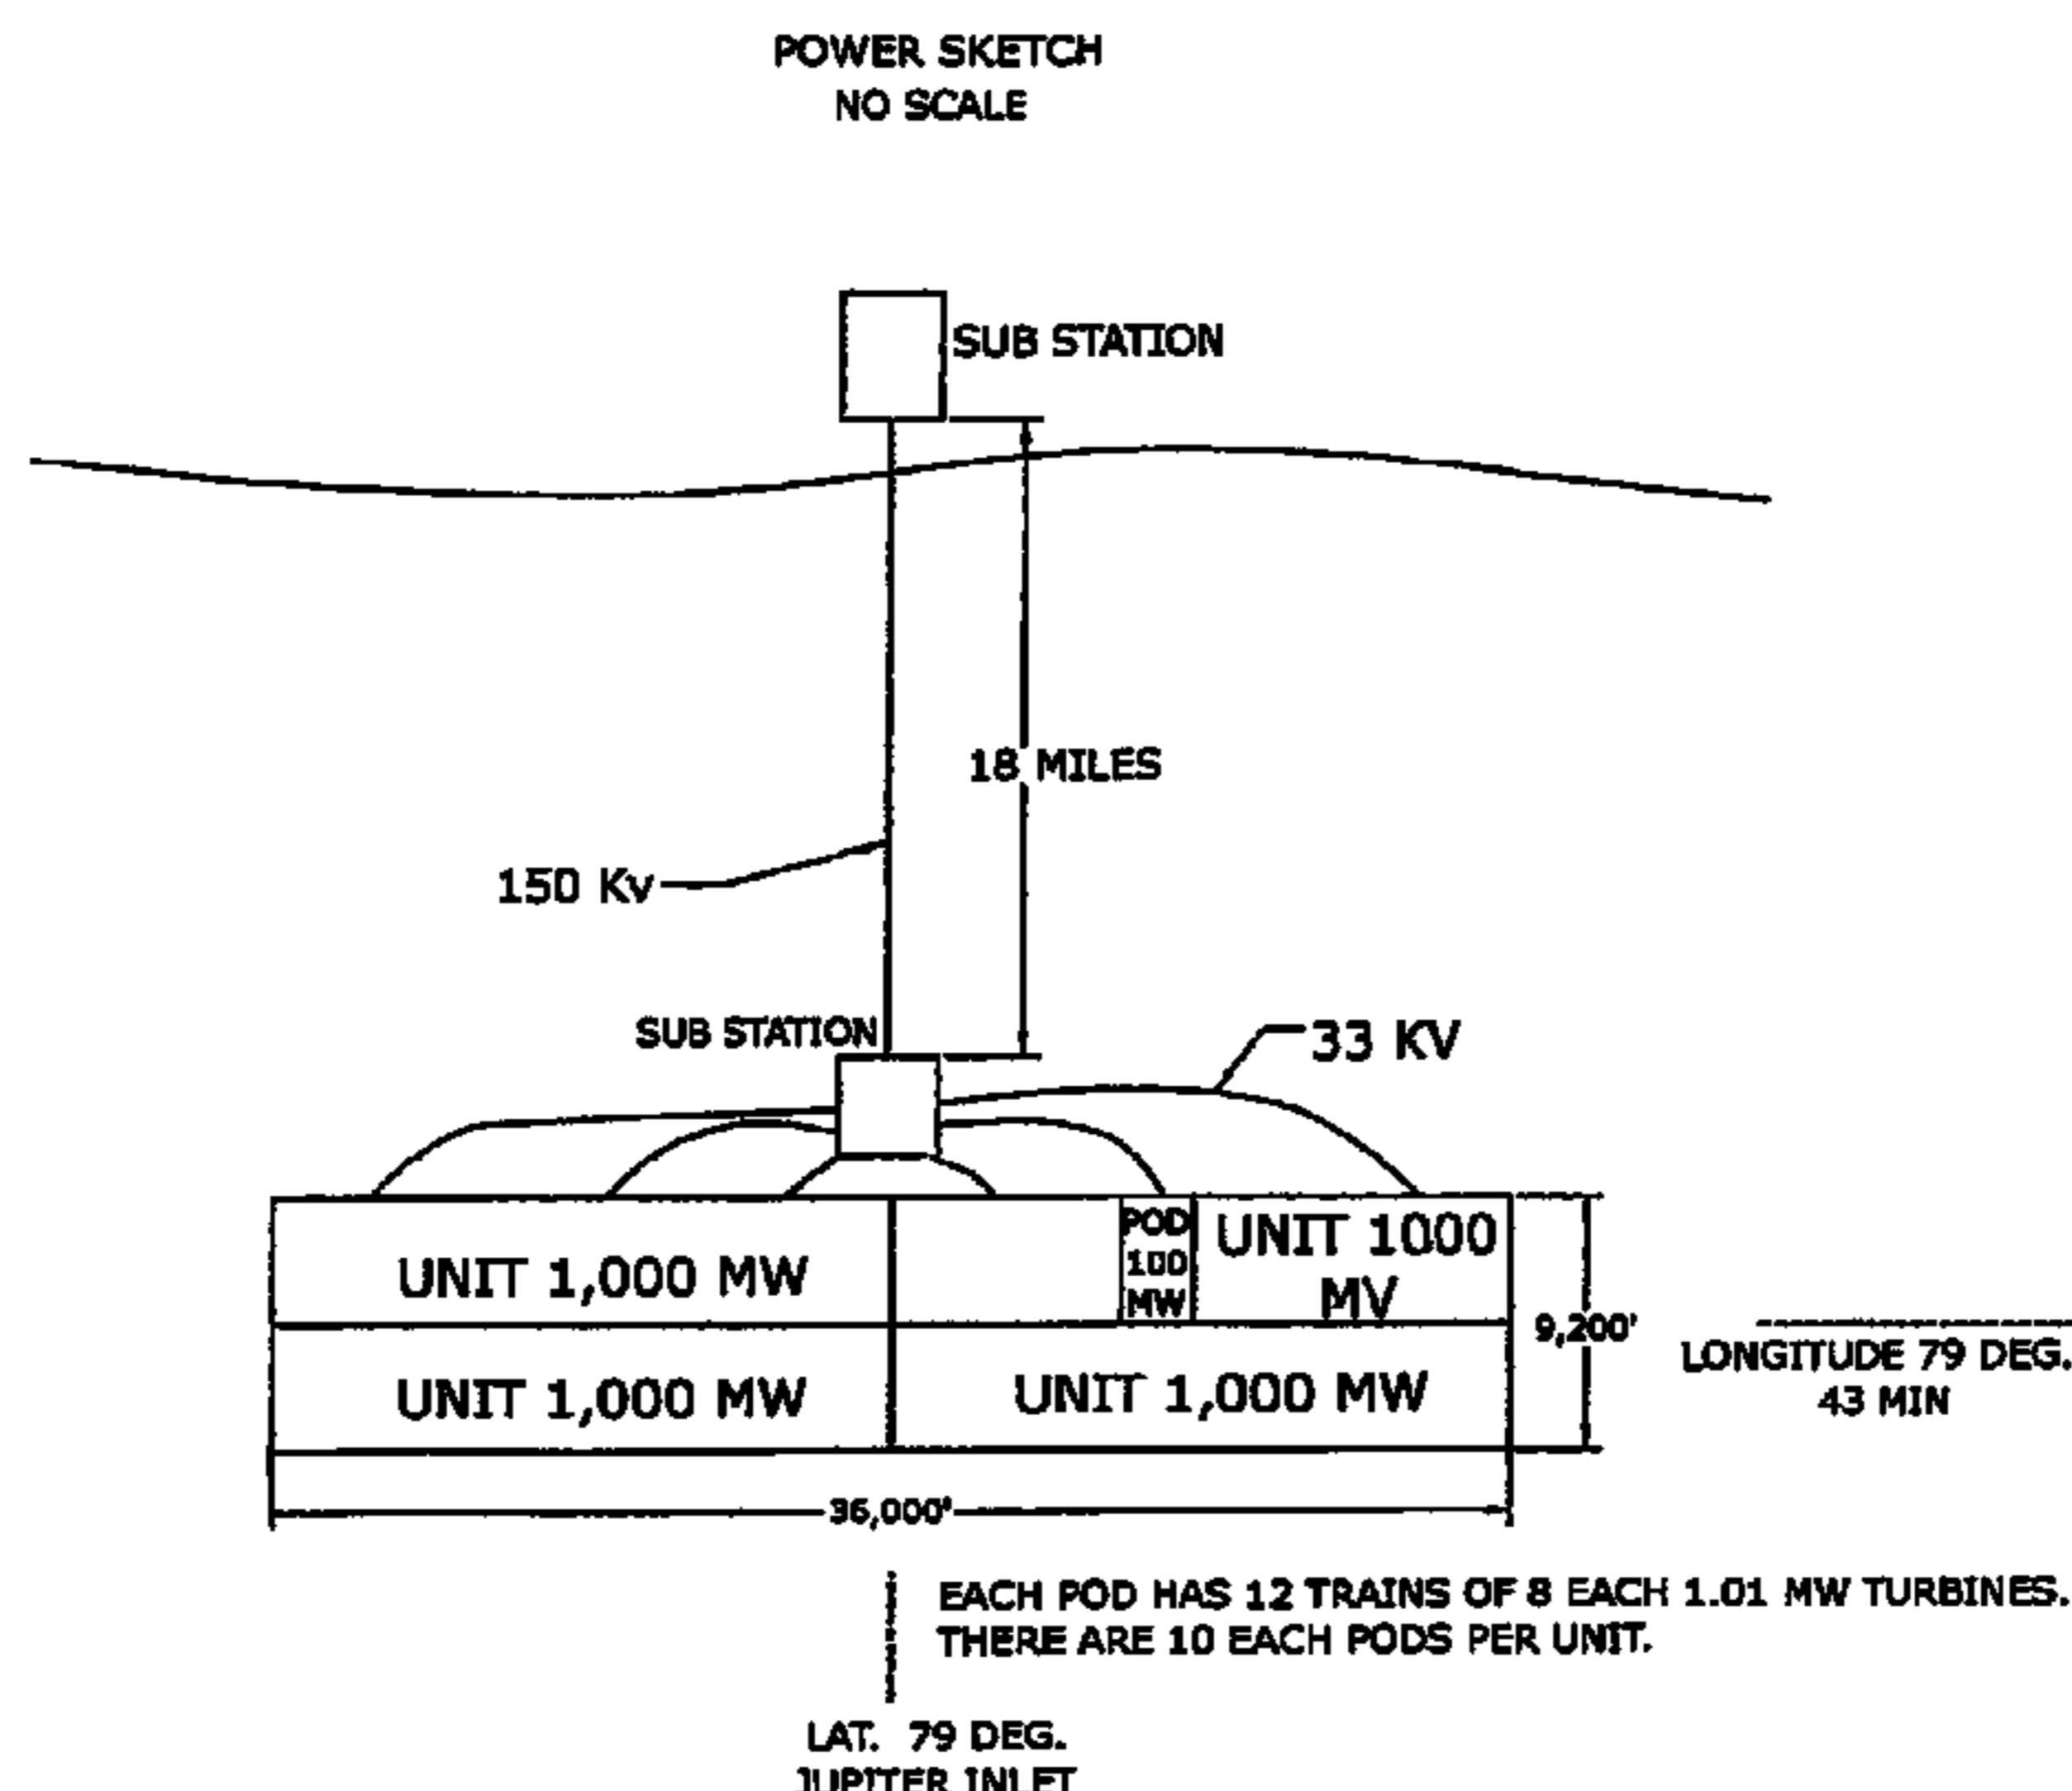 POWER SKETCH
NO SCALE
SUB STATION
18 MILES
150 Kv
SUB STATION
33 KV
POD
100
MW
UNIT 1000
MV
UNIT 1,000 MW
9,200'
LONGITUDE 79 DEG.
43 MIN
UNIT 1,000 MW
UNIT 1,000 MW
36,000'
EACH POD HAS 12 TRAINS OF 8 EACH 1.01 MW TURBINES.
THERE ARE 10 EACH PODS PER UNIT.
LAT. 79 DEG.
JUPITER INLET